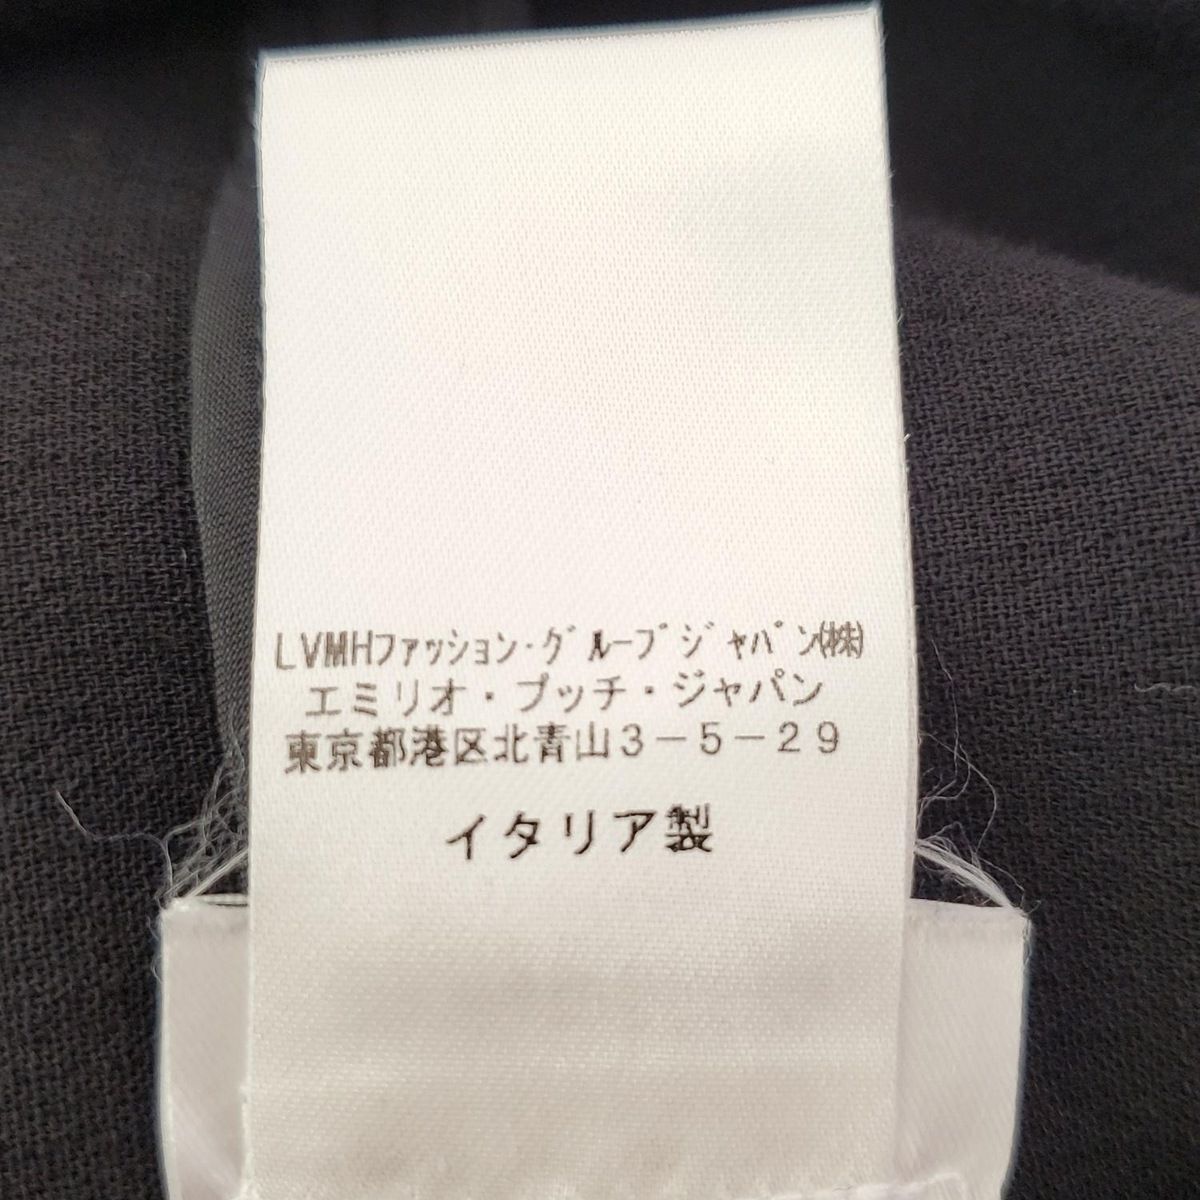 LVMHﾌｧｯｼｮﾝ･ｸﾞﾙｰﾌﾟｼﾞｬﾊﾟﾝ㈱
エミリオ・プッチ・ジャパン
東京都港区北青山３－５－２９
イタリア製